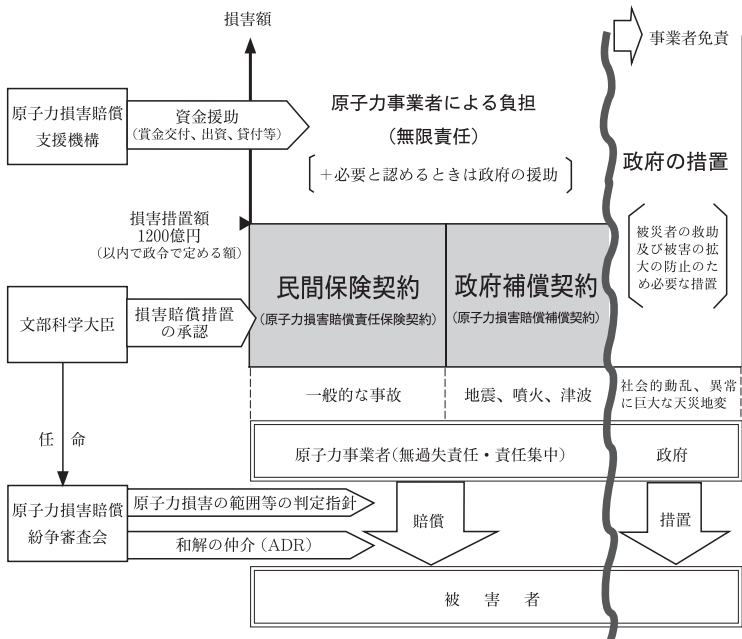 損害額
事業者免責
原子力損害賠償
支援機構
資金援助
（賞金交付、出資、貸付等）
原子力事業者による負担
（無限責任）
＋必要と認めるときは政府の援助
政府の措置
被災者の救助
及び被害の拡
大の防止のた
め必要な措置
損害措置額
1200億円
（以内で政令で定める額）
民間保険契約
（原子力損害賠償責任保険契約）
政府補償契約
（原子力損害賠償補償契約）
文部科学大臣
損害賠償措置
の承認
一般的な事故
地震、噴火、津波
社会的動乱、異常
に巨大な天災地変
任 命
原子力事業者（無過失責任・責任集中）
政府
原子力損害賠償
紛争審査会
原子力損害の範囲等の判定指針
和解の仲介（ADR）
賠償
措置
被 害 者